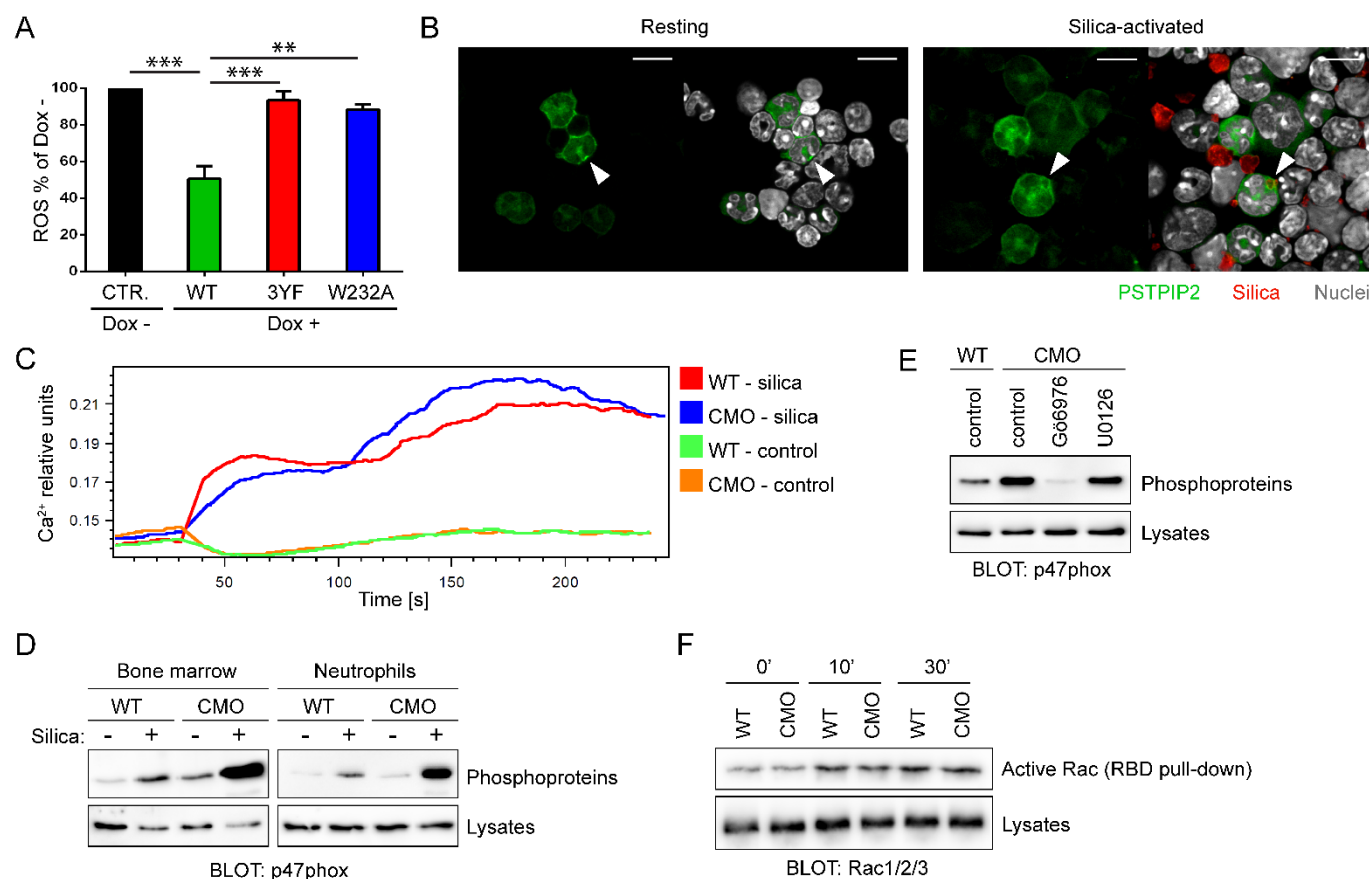 A
*** *** **
ROS % of Dox -
100
80
60
40
20
0
CTR. WT 3YF W232A
Dox - Dox +
B
Resting Silica-activated
PSTPIP2 Silica Nuclei
C
Ca2+ relative units
0.21
0.19
0.17
0.15
50 100 150 200
Time [s]
WT - silica
CMO - silica
WT - control
CMO - control
D
Bone marrow Neutrophils
WT CMO WT CMO
Silica: - + - + - + - +
Phosphoproteins
Lysates
BLOT: p47phox
E
WT CMO
control control Gö6976 U0126
Phosphoproteins
Lysates
BLOT: p47phox
F
0' 10' 30'
WT CMO WT CMO WT CMO
Active Rac (RBD pull-down)
Lysates
BLOT: Rac1/2/3